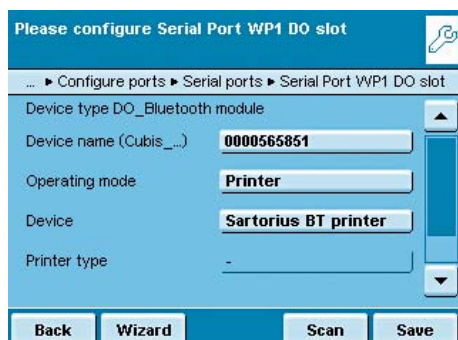 Please configure Serial Port WP1 DO slot
... ▸ Configure ports ▸ Serial ports ▸ Serial Port WP1 DO slot
Device type DO_Bluetooth module
Device name (Cubis_...) 0000565851
Operating mode Printer
Device Sartorius BT printer
Printer type -
Back Wizard Scan Save